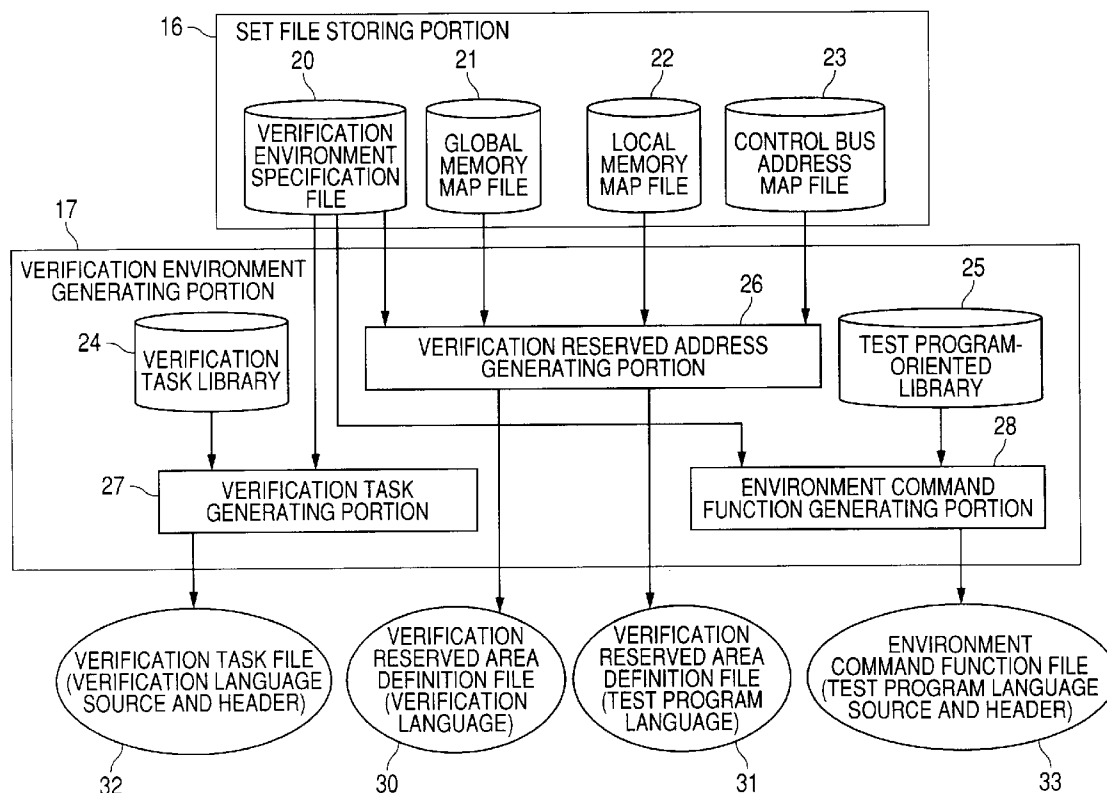 16
SET FILE STORING PORTION
20
21
22
23
VERIFICATION
ENVIRONMENT
SPECIFICATION
FILE
GLOBAL
MEMORY
MAP FILE
LOCAL
MEMORY
MAP FILE
CONTROL BUS
ADDRESS
MAP FILE
17
VERIFICATION ENVIRONMENT
GENERATING PORTION
24
VERIFICATION
TASK LIBRARY
26
VERIFICATION RESERVED ADDRESS
GENERATING PORTION
25
TEST PROGRAM-
ORIENTED
LIBRARY
27
VERIFICATION TASK
GENERATING PORTION
28
ENVIRONMENT COMMAND
FUNCTION GENERATING PORTION
VERIFICATION TASK FILE
(VERIFICATION LANGUAGE
SOURCE AND HEADER)
VERIFICATION
RESERVED AREA
DEFINITION FILE
(VERIFICATION
LANGUAGE)
VERIFICATION
RESERVED AREA
DEFINITION FILE
(TEST PROGRAM
LANGUAGE)
ENVIRONMENT
COMMAND FUNCTION FILE
(TEST PROGRAM LANGUAGE
SOURCE AND HEADER)
32
30
31
33